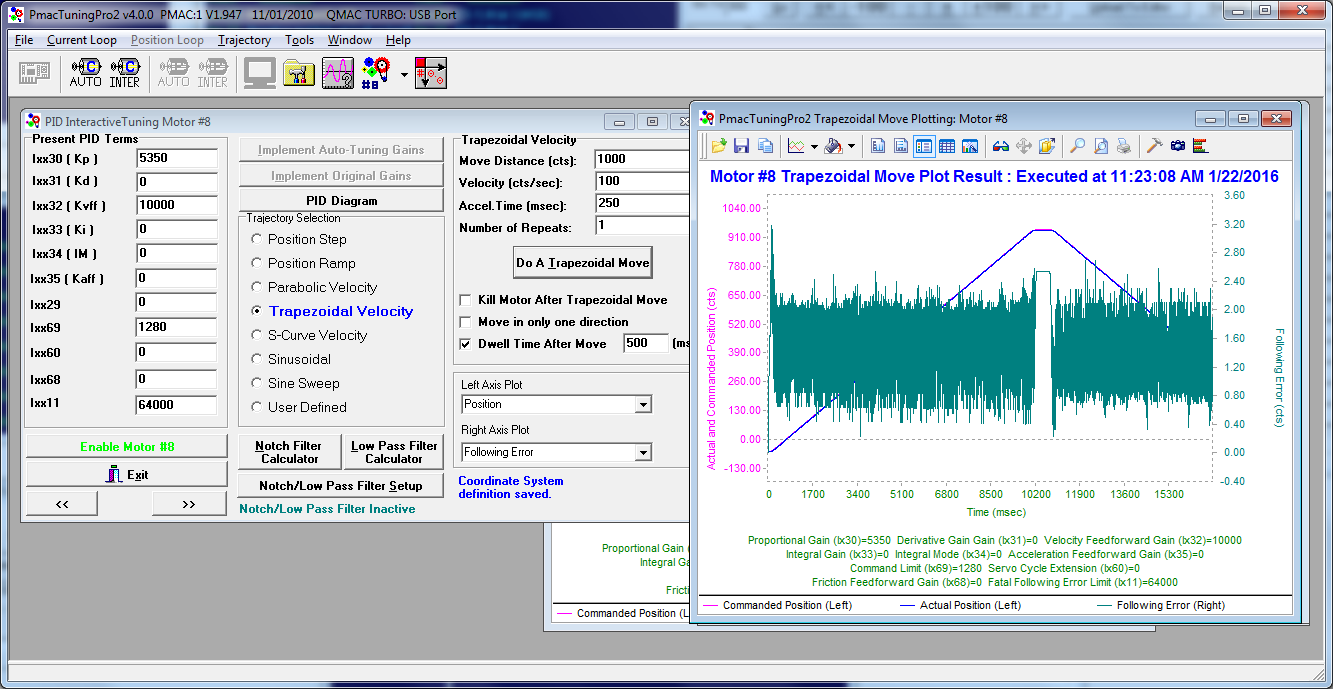 PmacTuningPro2 v4.0.0  PMAC:1 V1.947  11/01/2010  QMAC TURBO: USB Port
File Current Loop Position Loop Trajectory Tools Window Help
AUTO INTER AUTO INTER #8
PID InteractiveTuning Motor #8
Present PID Terms
Ixx30 ( Kp ) 5350
Ixx31 ( Kd ) 0
Ixx32 ( Kvff ) 10000
Ixx33 ( Ki ) 0
Ixx34 ( IM ) 0
Ixx35 ( Kaff ) 0
Ixx29 0
Ixx69 1280
Ixx60 0
Ixx68 0
Ixx11 64000
Enable Motor #8
Exit
<< >>
Implement Auto-Tuning Gains
Implement Original Gains
PID Diagram
Trajectory Selection
Position Step
Position Ramp
Parabolic Velocity
Trapezoidal Velocity
S-Curve Velocity
Sinusoidal
Sine Sweep
User Defined
Notch Filter Calculator
Low Pass Filter Calculator
Notch/Low Pass Filter Setup
Notch/Low Pass Filter Inactive
Trapezoidal Velocity
Move Distance (cts): 1000
Velocity (cts/sec): 100
Accel.Time (msec): 250
Number of Repeats: 1
Do A Trapezoidal Move
Kill Motor After Trapezoidal Move
Move in only one direction
Dwell Time After Move 500 (ms
Left Axis Plot
Position
Right Axis Plot
Following Error
Coordinate System
definition saved.
Proportional Gain (
Integral Ga
Fricti
Commanded Position (L
PmacTuningPro2 Trapezoidal Move Plotting: Motor #8
Motor #8 Trapezoidal Move Plot Result : Executed at 11:23:08 AM 1/22/2016
Actual and Commanded Position (cts)
1040.00
910.00
780.00
650.00
520.00
390.00
260.00
130.00
0.00
-130.00
3.60
3.20
2.80
2.40
2.00
1.60
1.20
0.80
0.40
0.00
-0.40
Following Error (cts)
0 1700 3400 5100 6800 8500 10200 11900 13600 15300
Time (msec)
Proportional Gain (Ix30)=5350  Derivative Gain Gain (Ix31)=0  Velocity Feedforward Gain (Ix32)=10000
Integral Gain (Ix33)=0  Integral Mode (Ix34)=0  Acceleration Feedforward Gain (Ix35)=0
Command Limit (Ix69)=1280  Servo Cycle Extension (Ix60)=0
Friction Feedforward Gain (Ix68)=0  Fatal Following Error Limit (Ix11)=64000
Commanded Position (Left) Actual Position (Left) Following Error (Right)